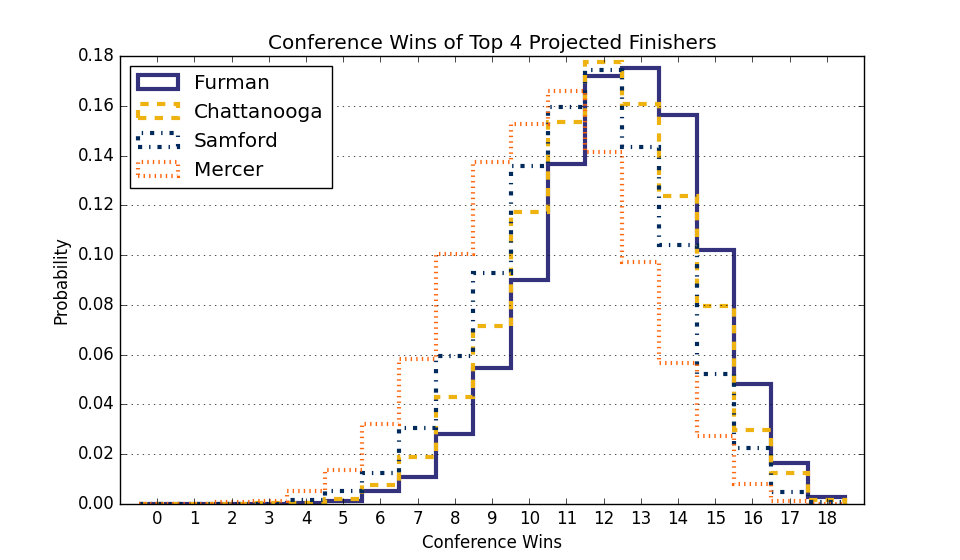 Conference Wins of Top 4 Projected Finishers
0.18
0.16
0.14
0.12
0.10
0.08
0.06
0.04
0.02
0.00
Probability
Furman
Chattanooga
Samford
Mercer
0 1 2 3 4 5 6 7 8 9 10 11 12 13 14 15 16 17 18
Conference Wins